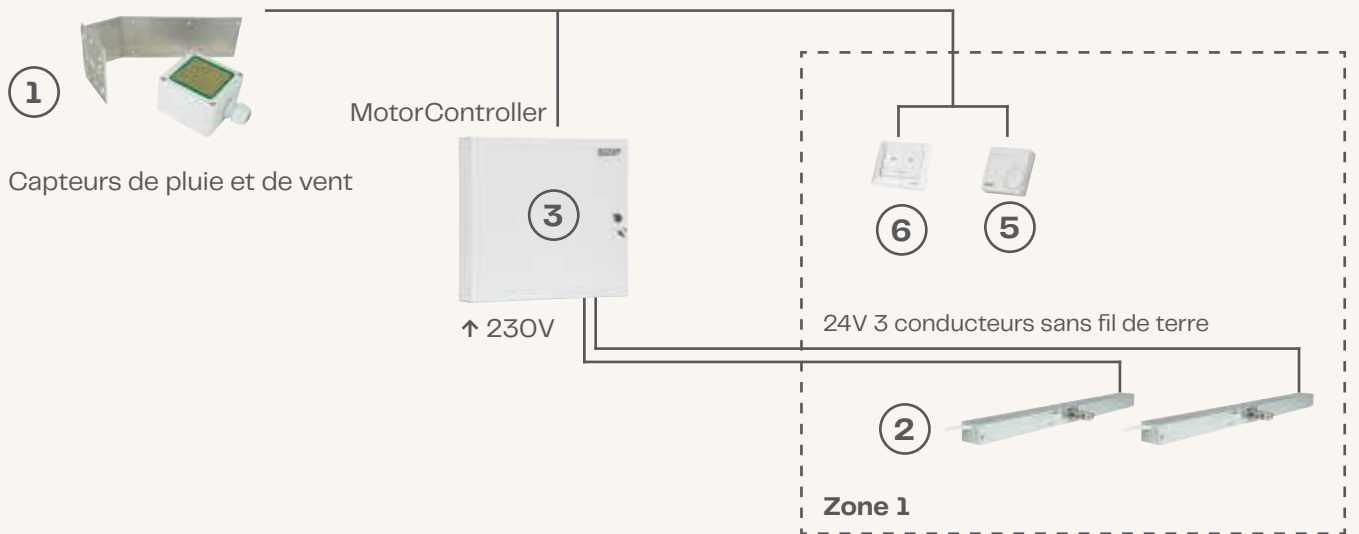 1
MotorController
Capteurs de pluie et de vent
3
6
5
↑ 230V
24V 3 conducteurs sans fil de terre
2
Zone 1